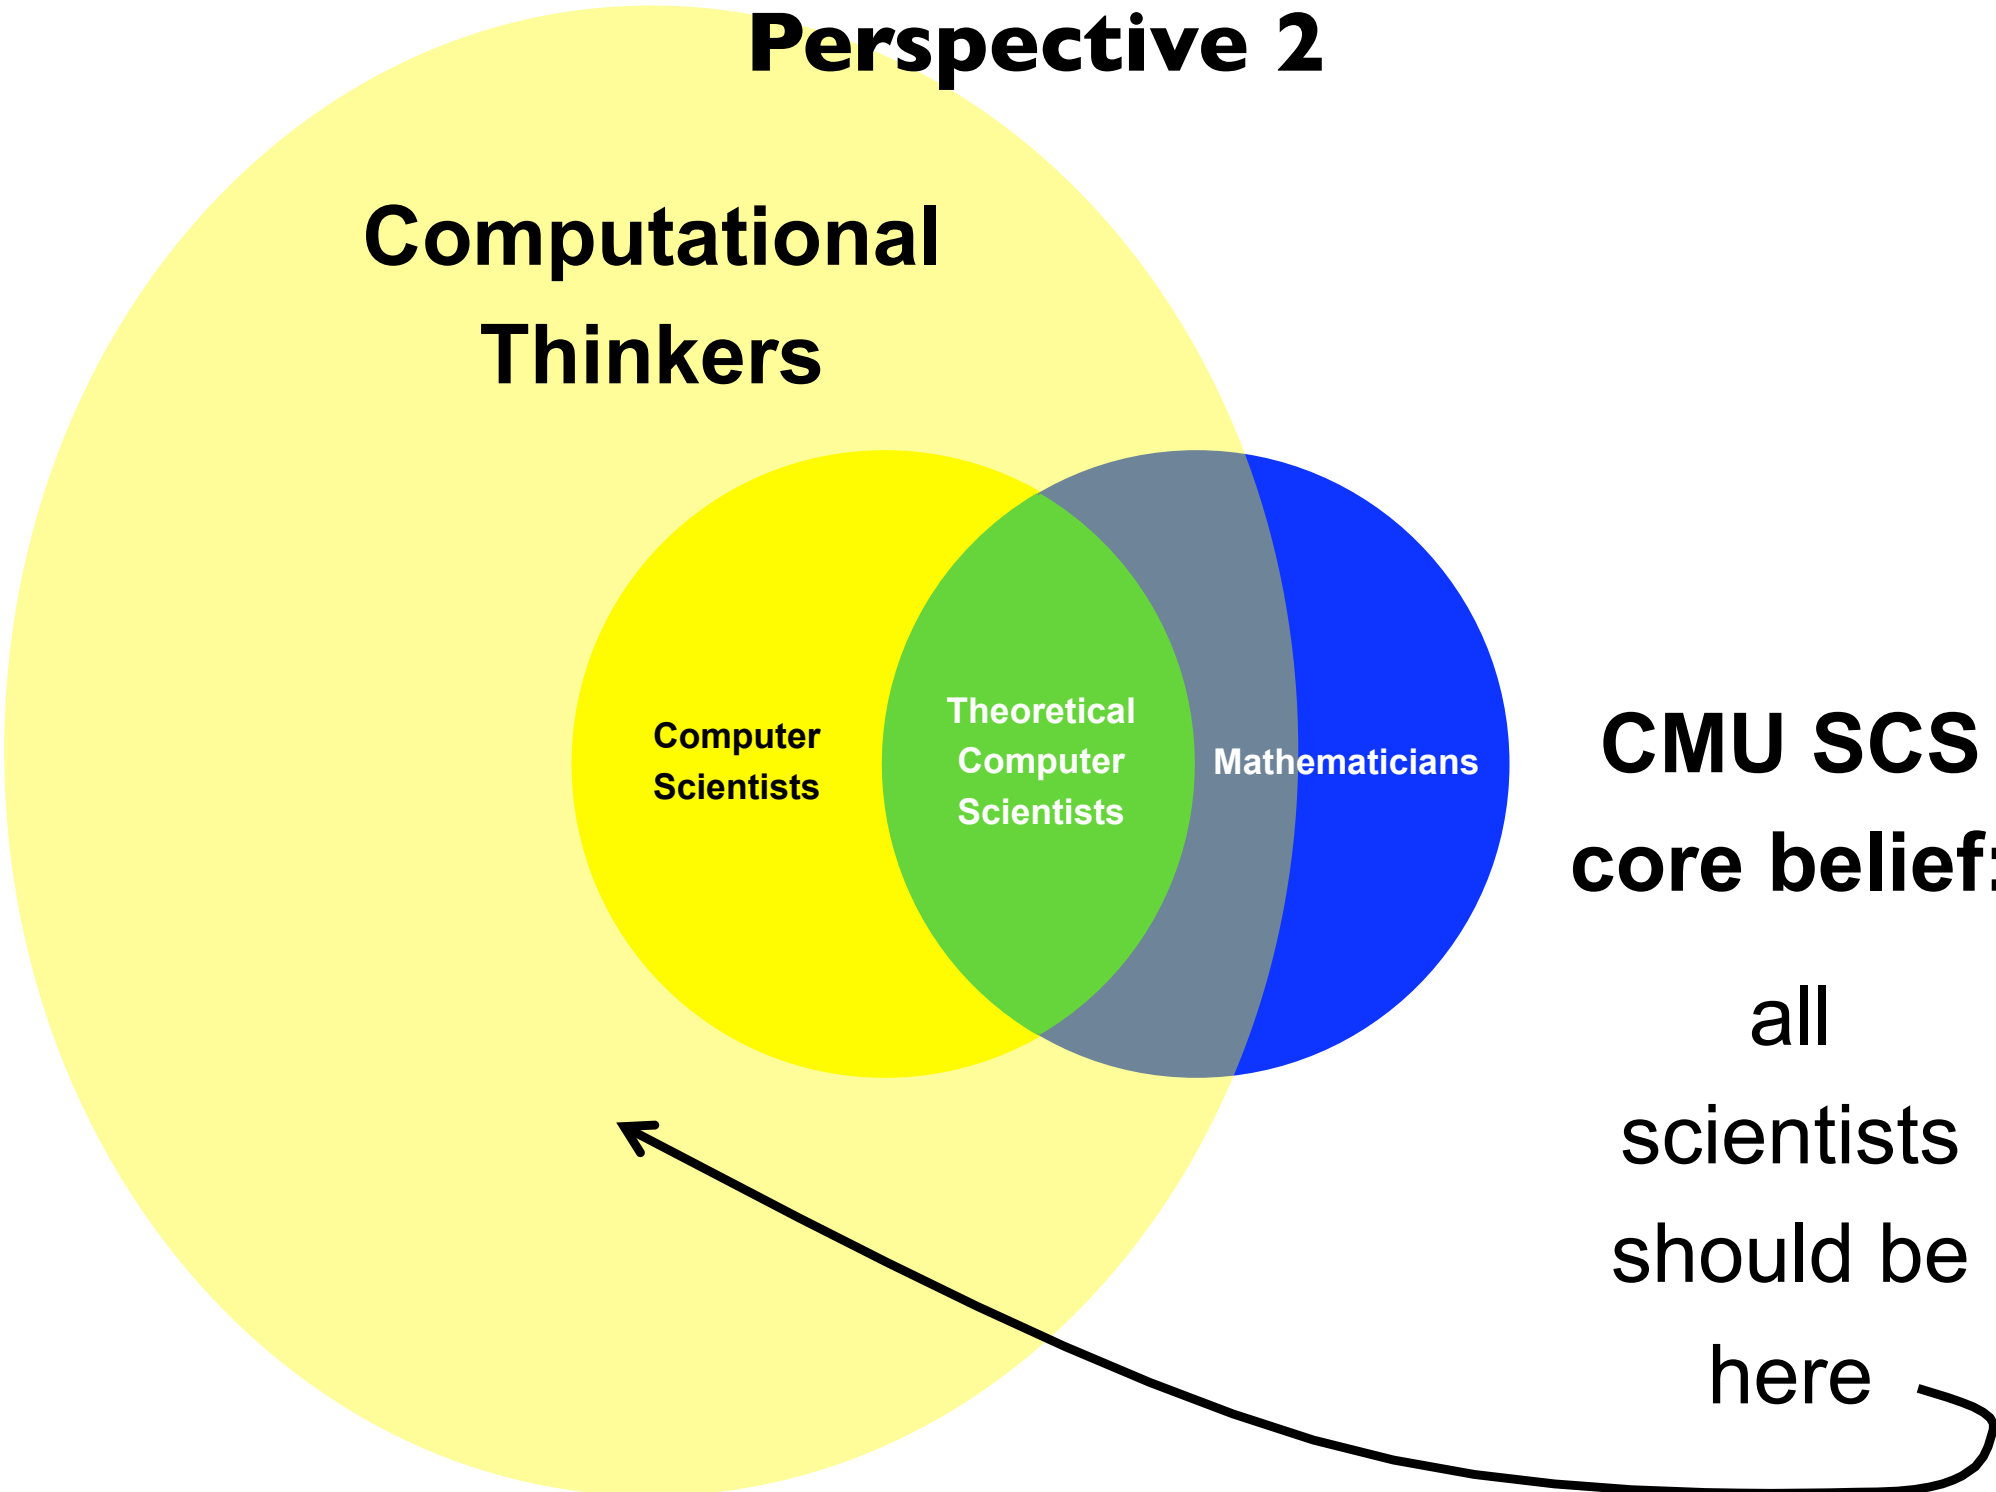 Perspective 2
Computational
Thinkers
Computer
Scientists
Theoretical
Computer
Scientists
Mathematicians
CMU SCS
core belief:
all
scientists
should be
here